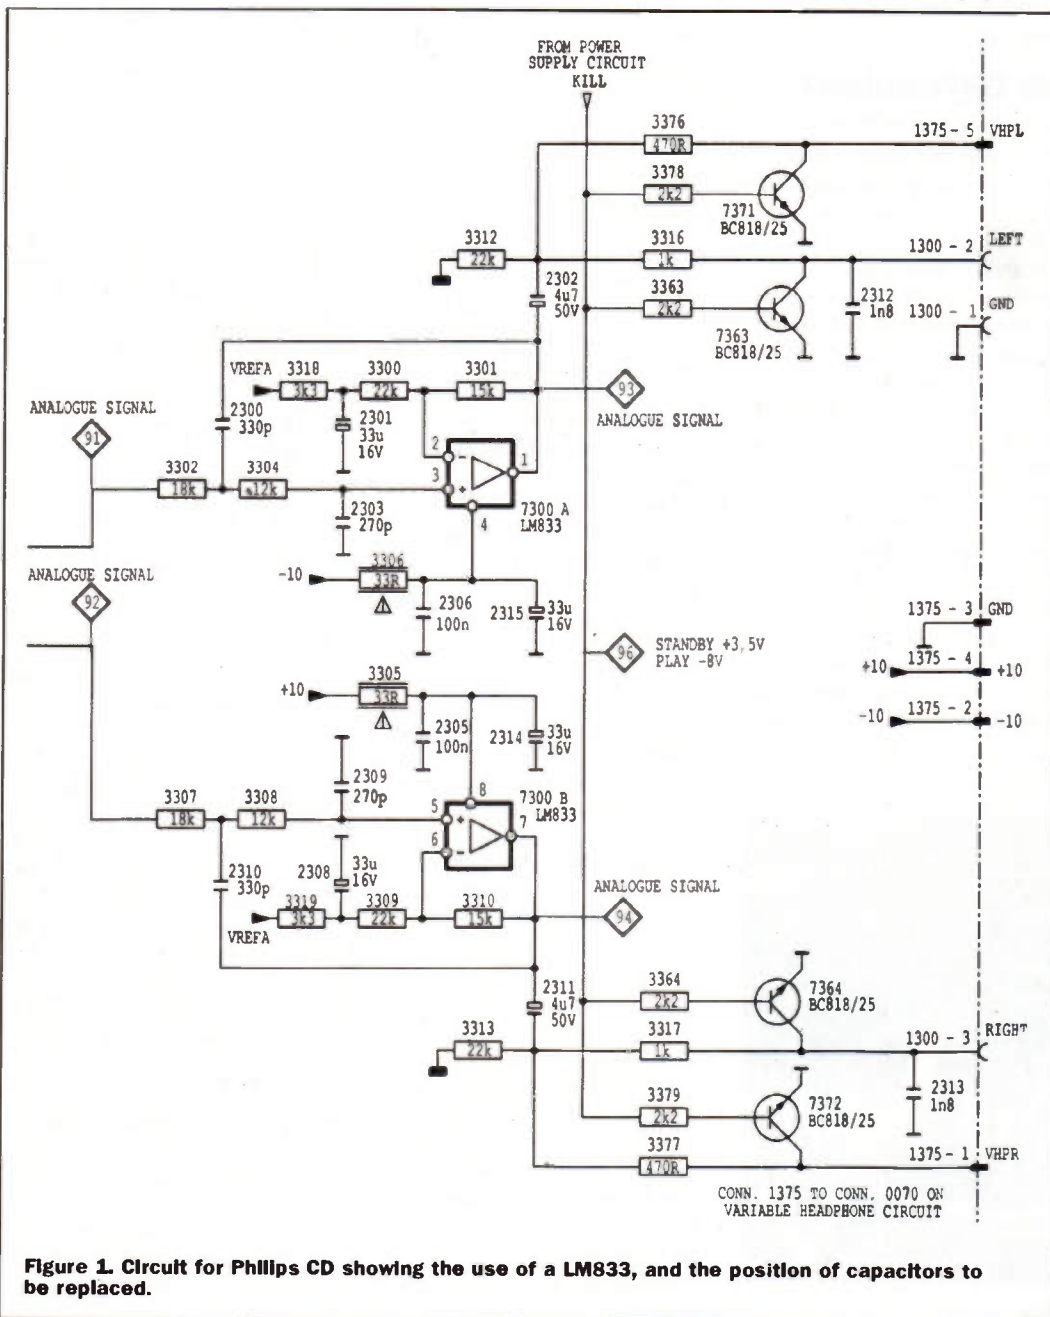 FROM POWER
SUPPLY CIRCUIT
KILL
3376
470R
1375 - 5 VHPL
3378
2k2
7371
BC818/25
3312
22k
3316
1k
1300 - 2
LEFT
2302
4u7
50V
3363
2k2
2312
1n8
1300 - 1
GND
7363
BC818/25
VREFA
3318
3k3
3300
22k
3301
15k
93
ANALOGUE SIGNAL
ANALOGUE SIGNAL
91
2300
330p
2301
33u
16V
2
-
1
3302
18k
3304
12k
3
+
2303
270p
4
7300 A
LM833
ANALOGUE SIGNAL
92
-10
3306
33R
2306
100n
2315
33u
16V
1375 - 3
GND
96
STANDBY +3,5V
PLAY -8V
+10
1375 - 4
+10
+10
3305
33R
-10
1375 - 2
-10
2305
100n
2314
33u
16V
2309
270p
8
7300 B
LM833
3307
18k
3308
12k
5
+
7
6
-
2310
330p
2308
33u
16V
ANALOGUE SIGNAL
94
VREFA
3319
3k3
3309
22k
3310
15k
2311
4u7
50V
3364
2k2
7364
BC818/25
3313
22k
3317
1k
1300 - 3
RIGHT
3379
2k2
7372
BC818/25
2313
1n8
3377
470R
1375 - 1 VHPR
CONN. 1375 TO CONN. 0070 ON
VARIABLE HEADPHONE CIRCUIT
Figure 1. Circuit for Philips CD showing the use of a LM833, and the position of capacitors to
be replaced.